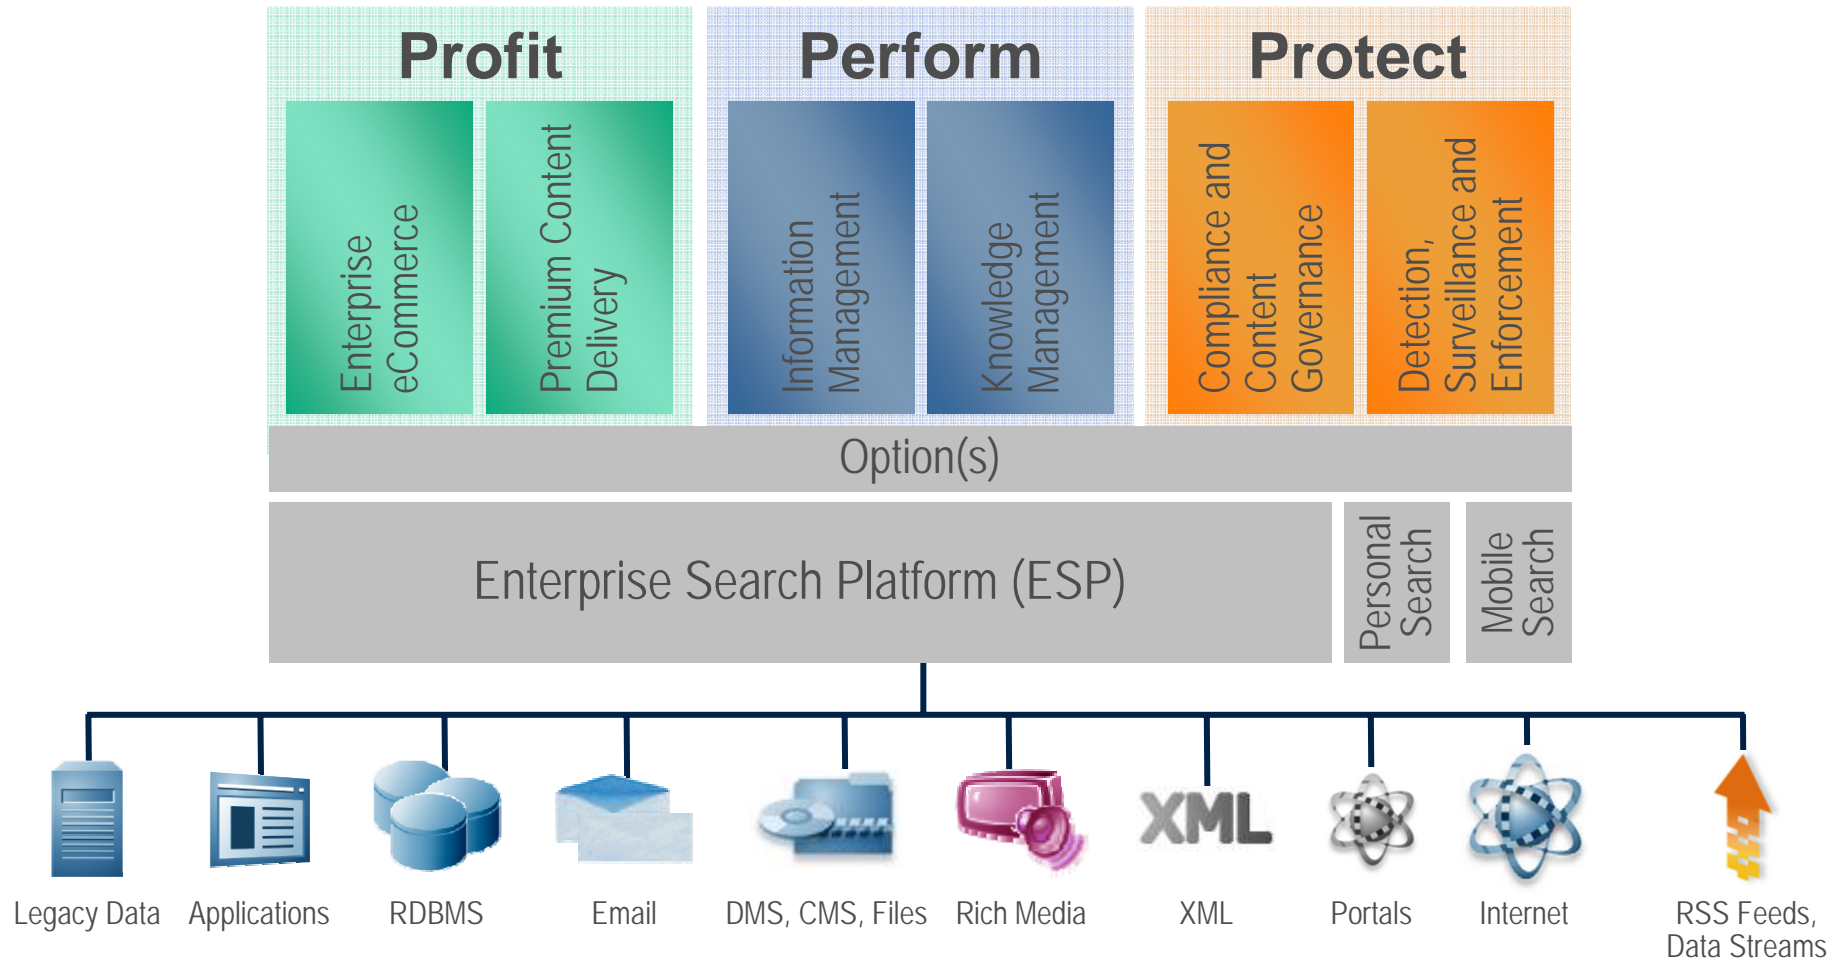 Profit
Perform
Protect
Enterprise
eCommerce
Premium Content
Delivery
Information
Management
Knowledge
Management
Compliance and
Content
Governance
Detection,
Surveillance and
Enforcement
Option(s)
Enterprise Search Platform (ESP)
Personal
Search
Mobile
Search
XML
Legacy Data
Applications
RDBMS
Email
DMS, CMS, Files
Rich Media
XML
Portals
Internet
RSS Feeds,
Data Streams